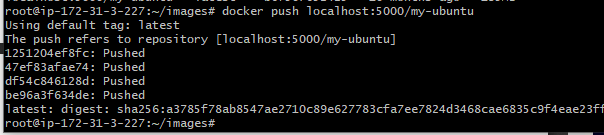 root@ip-172-31-3-227:~/images# docker push localhost:5000/my-ubuntu
Using default tag: latest
The push refers to repository [localhost:5000/my-ubuntu]
1251204ef8fc: Pushed
47ef83afae74: Pushed
df54c846128d: Pushed
be96a3f634de: Pushed
latest: digest: sha256:a3785f78ab8547ae2710c89e627783cfa7ee7824d3468cae6835c9f4eae23ff
root@ip-172-31-3-227:~/images#